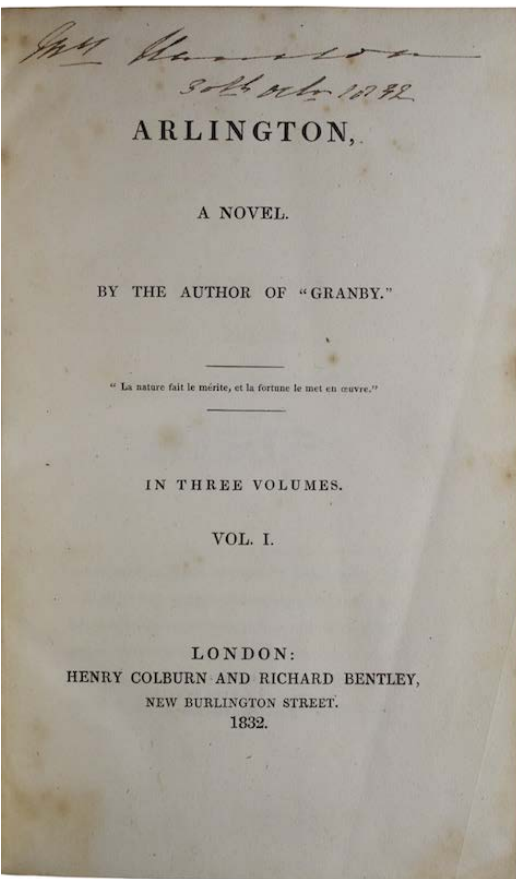 30th Octr 1832
ARLINGTON,
A NOVEL.
BY THE AUTHOR OF “GRANBY.”
“ La nature fait le mérite, et la fortune le met en œuvre.”
IN THREE VOLUMES.
VOL. I.
LONDON:
HENRY COLBURN AND RICHARD BENTLEY,
NEW BURLINGTON STREET.
1832.